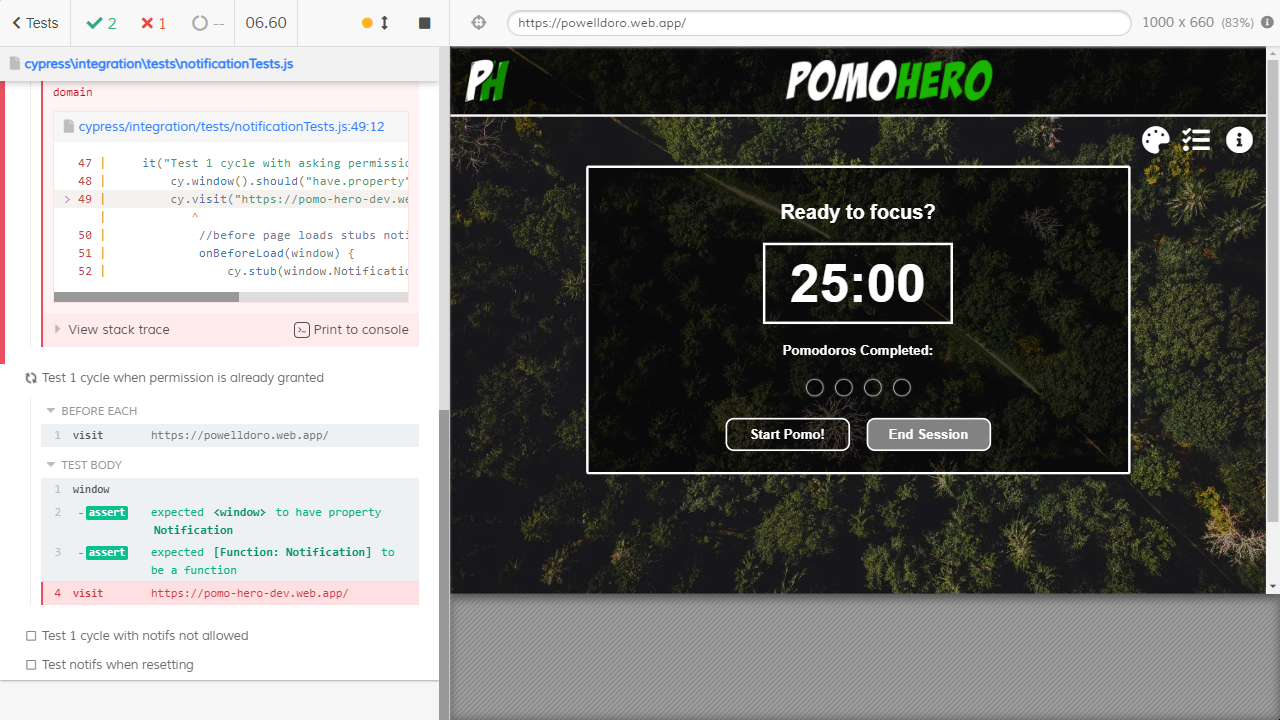 Tests
2
1
--
06.60
https://powelldoro.web.app/
1000 x 660 (83%)
cypress\integration\tests\notificationTests.js
domain
cypress/integration/tests/notificationTests.js:49:12
47 | it("Test 1 cycle with asking permissio
48 | cy.window().should("have.property"
> 49 | cy.visit("https://pomo-hero-dev.we
| ^
50 | //before page loads stubs noti
51 | onBeforeLoad(window) {
52 | cy.stub(window.Notificatio
View stack trace
Print to console
Test 1 cycle when permission is already granted
BEFORE EACH
1 visit https://powelldoro.web.app/
TEST BODY
1 window
2 -assert expected <window> to have property
Notification
3 -assert expected [Function: Notification] to
be a function
4 visit https://pomo-hero-dev.web.app/
Test 1 cycle with notifs not allowed
Test notifs when resetting
PH
POMOHERO
Ready to focus?
25:00
Pomodoros Completed:
Start Pomo!
End Session